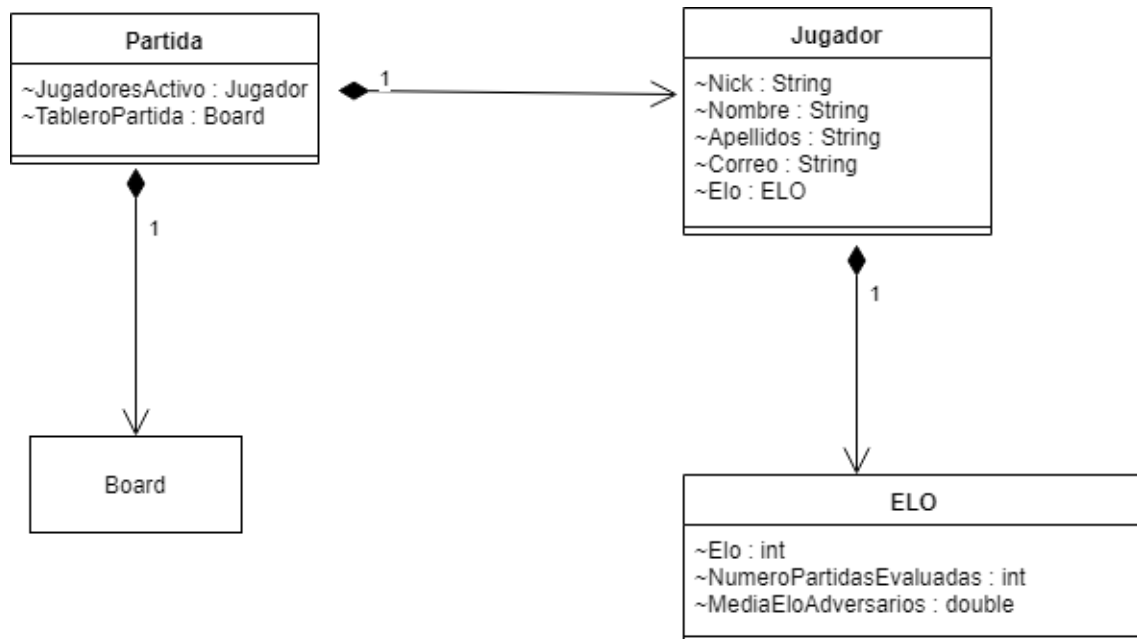 Partida
~JugadoresActivo : Jugador
~TableroPartida : Board
1
Jugador
~Nick : String
~Nombre : String
~Apellidos : String
~Correo : String
~Elo : ELO
1
1
Board
ELO
~Elo : int
~NumeroPartidasEvaluadas : int
~MediaEloAdversarios : double